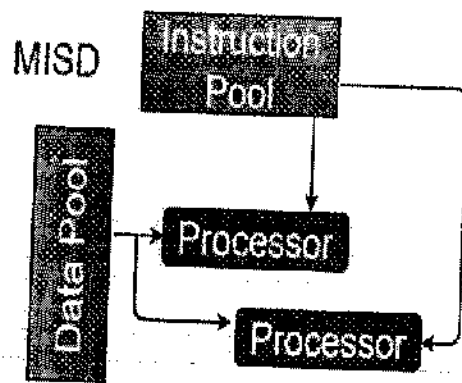 MISD
Instruction
Pool
Data Pool
Processor
Processor